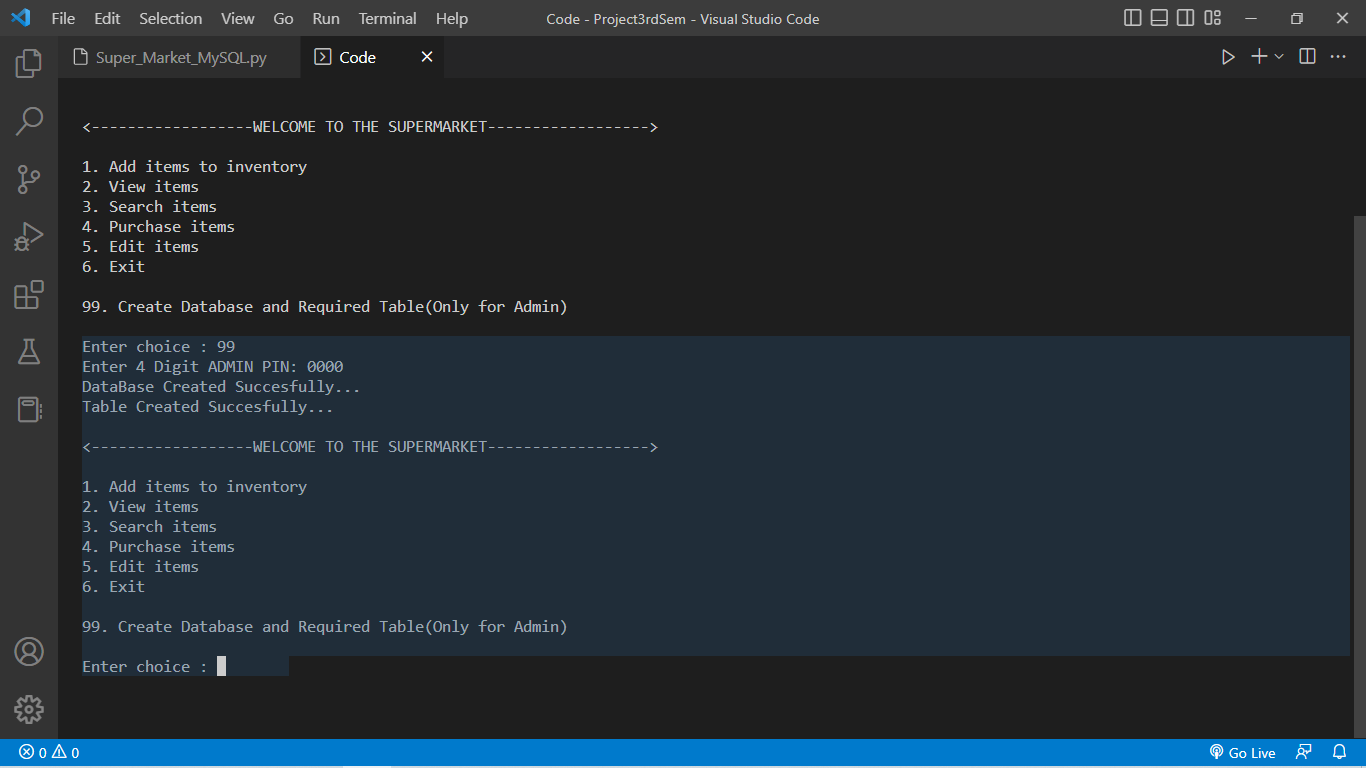 File Edit Selection View Go Run Terminal Help Code - Project3rdSem - Visual Studio Code
Super_Market_MySQL.py Code
<------------------WELCOME TO THE SUPERMARKET------------------>
1. Add items to inventory
2. View items
3. Search items
4. Purchase items
5. Edit items
6. Exit
99. Create Database and Required Table(Only for Admin)
Enter choice : 99
Enter 4 Digit ADMIN PIN: 0000
DataBase Created Succesfully...
Table Created Succesfully...
<------------------WELCOME TO THE SUPERMARKET------------------>
1. Add items to inventory
2. View items
3. Search items
4. Purchase items
5. Edit items
6. Exit
99. Create Database and Required Table(Only for Admin)
Enter choice :
0 0 Go Live